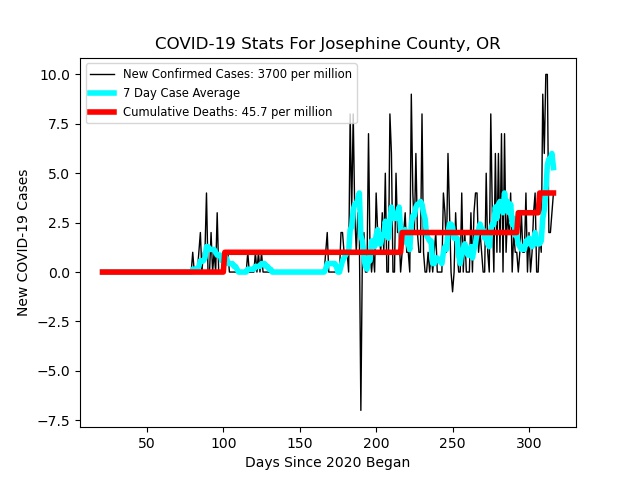 COVID-19 Stats For Josephine County, OR
New Confirmed Cases: 3700 per million
7 Day Case Average
Cumulative Deaths: 45.7 per million
10.0
7.5
5.0
2.5
0.0
−2.5
−5.0
−7.5
New COVID-19 Cases
50 100 150 200 250 300
Days Since 2020 Began